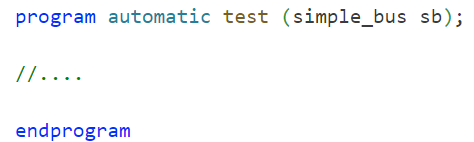 program automatic test (simple_bus sb);
//....
endprogram